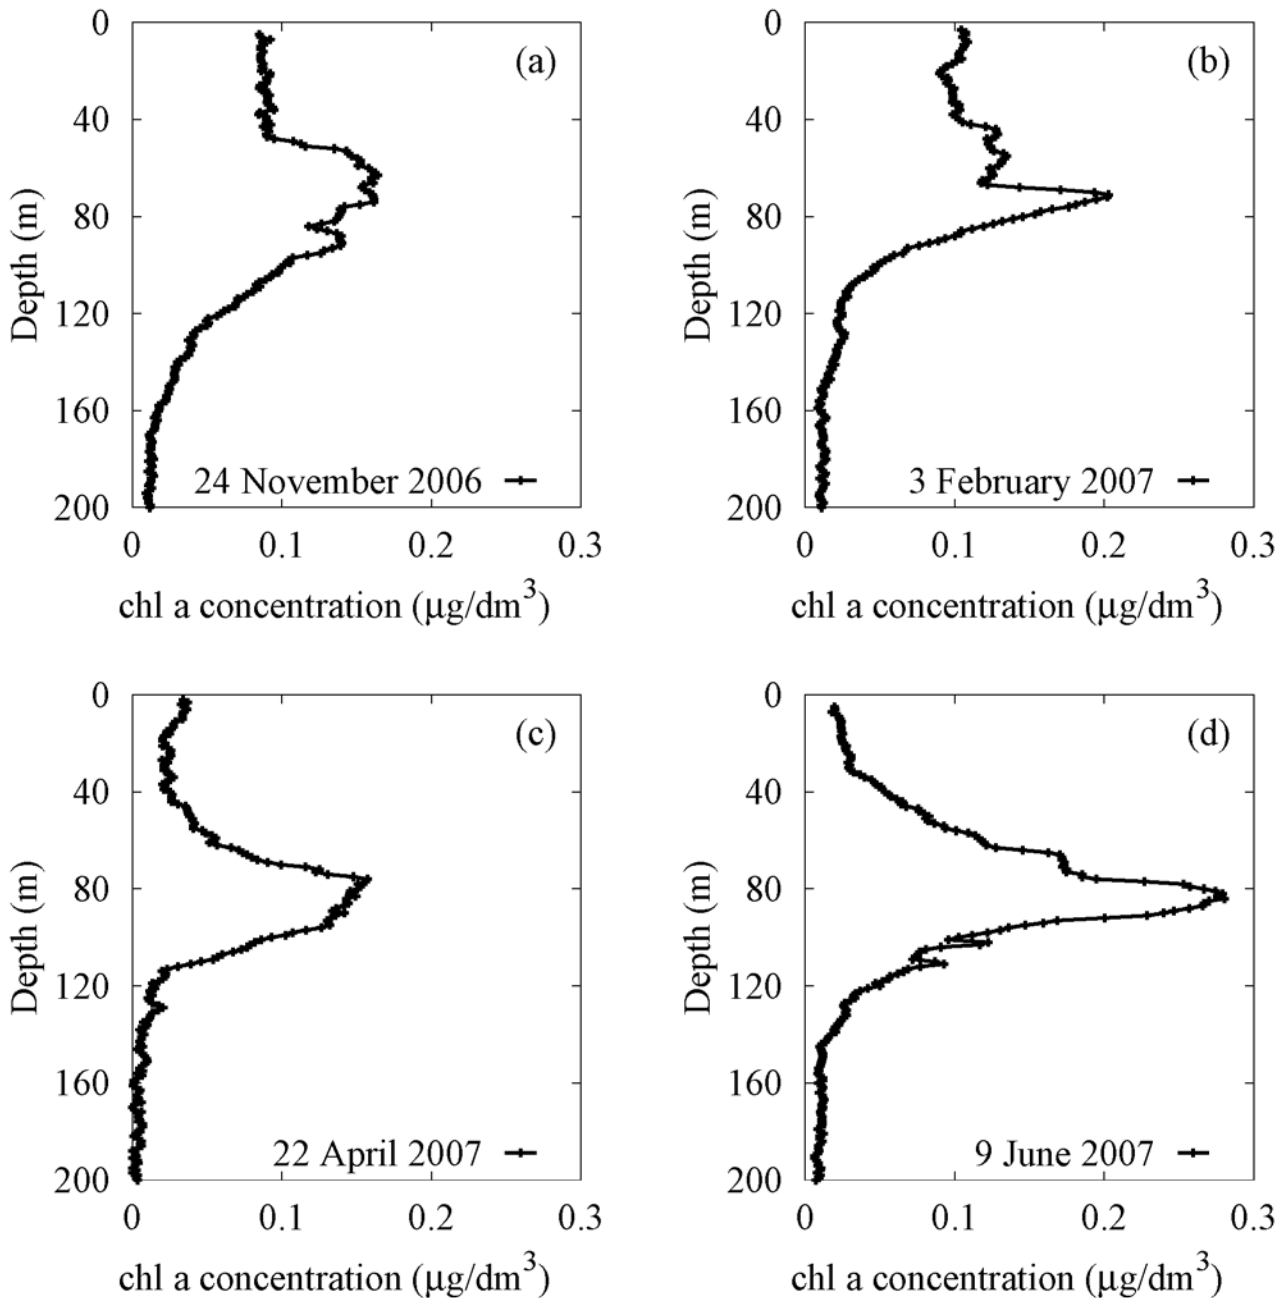 0
40
80
120
160
200
Depth (m)
(a)
24 November 2006
0 0.1 0.2 0.3
chl a concentration (μg/dm³)
0
40
80
120
160
200
Depth (m)
(b)
3 February 2007
0 0.1 0.2 0.3
chl a concentration (μg/dm³)
0
40
80
120
160
200
Depth (m)
(c)
22 April 2007
0 0.1 0.2 0.3
chl a concentration (μg/dm³)
0
40
80
120
160
200
Depth (m)
(d)
9 June 2007
0 0.1 0.2 0.3
chl a concentration (μg/dm³)